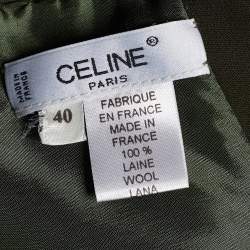 CELINE®
PARIS
MADE IN
FRANCE
40
FABRIQUE
EN FRANCE
MADE IN
FRANCE
100 %
LAINE
WOOL
LANA